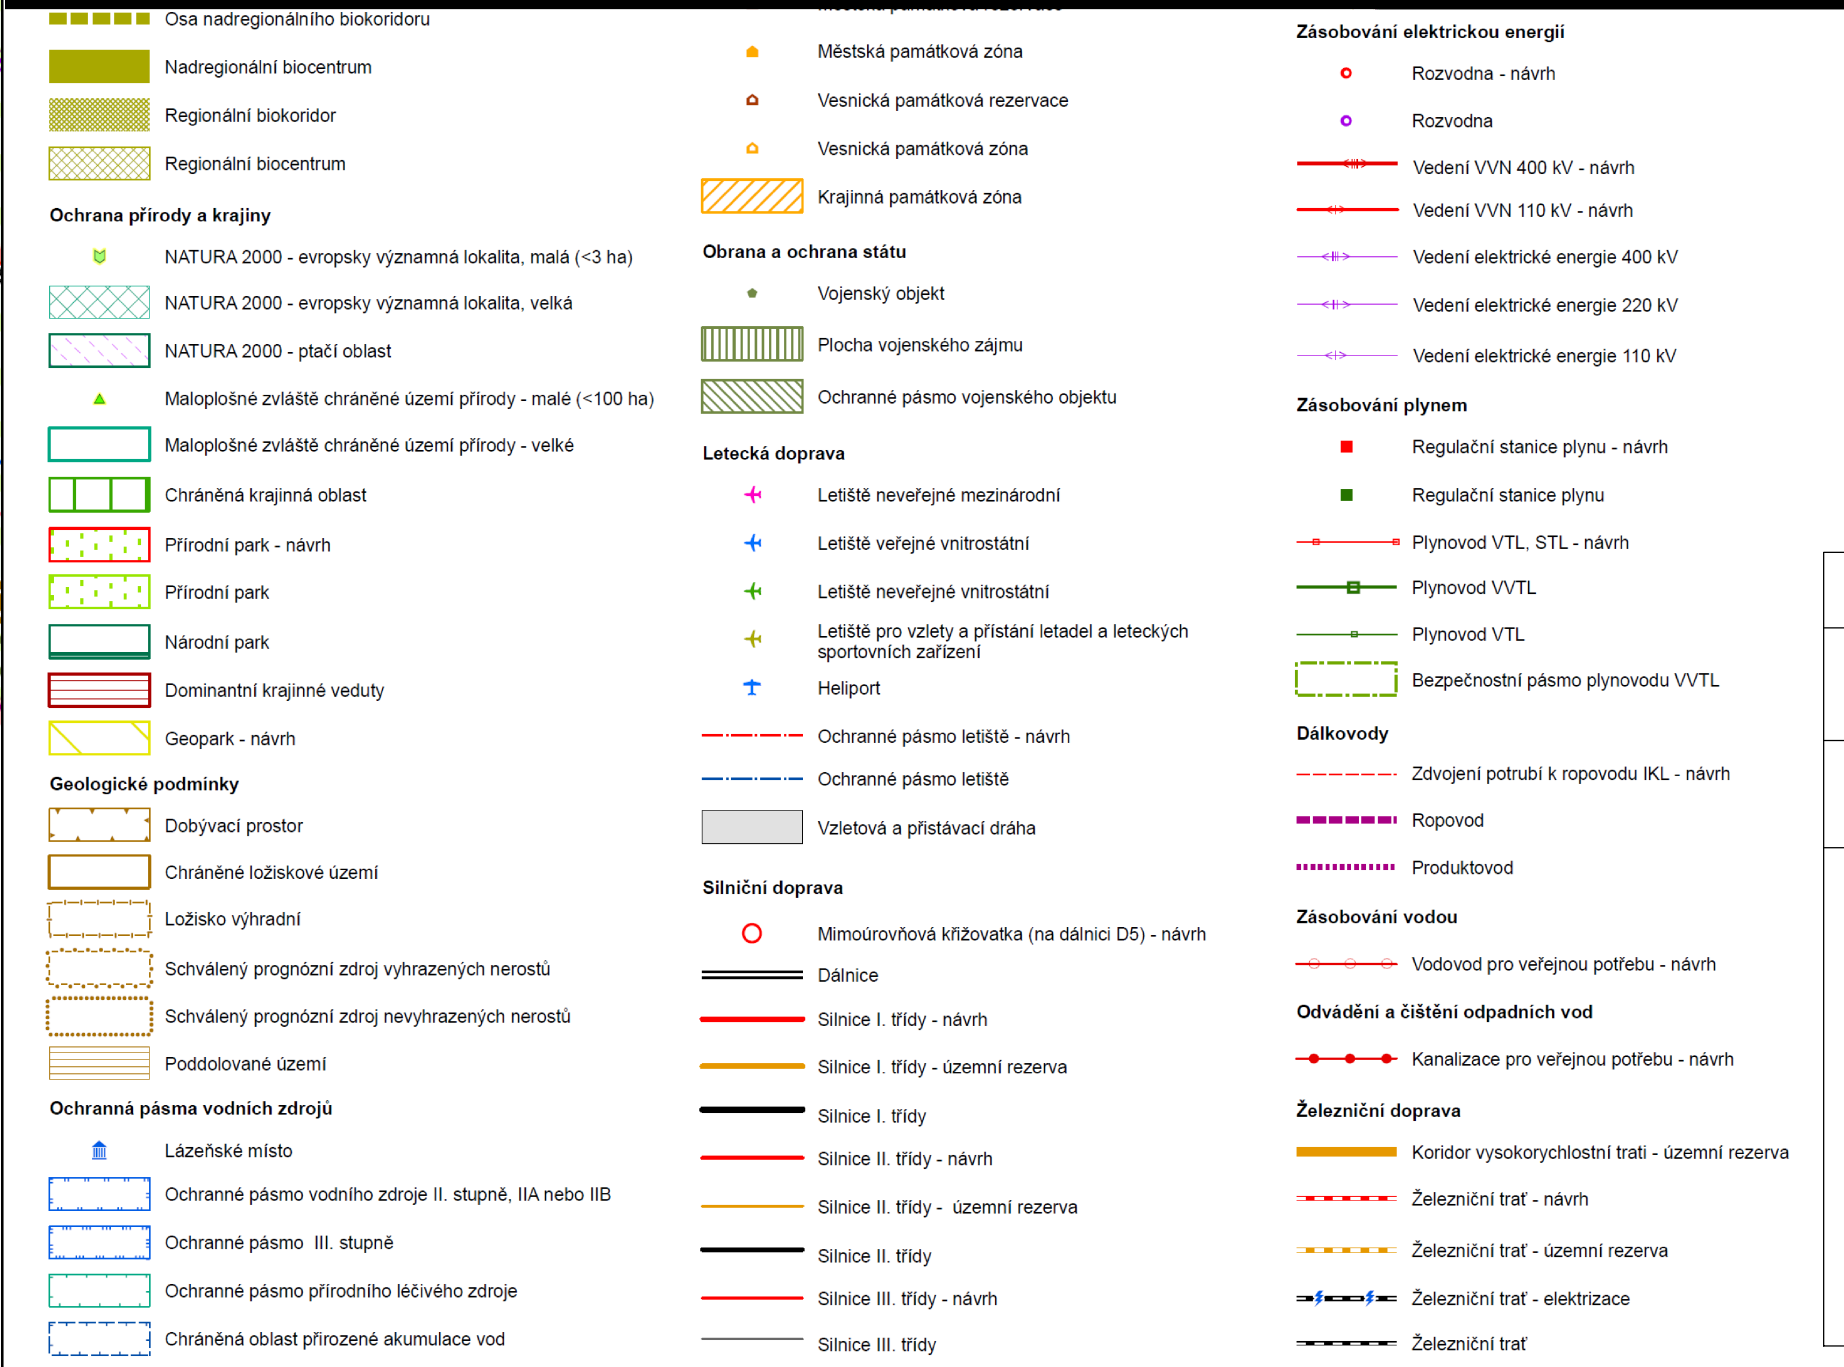 Osa nadregionálního biokoridoru
Nadregionální biocentrum
Regionální biokoridor
Regionální biocentrum
Ochrana přírody a krajiny
NATURA 2000 - evropsky významná lokalita, malá (<3 ha)
NATURA 2000 - evropsky významná lokalita, velká
NATURA 2000 - ptačí oblast
Maloplošné zvláště chráněné území přírody - malé (<100 ha)
Maloplošné zvláště chráněné území přírody - velké
Chráněná krajinná oblast
Přírodní park - návrh
Přírodní park
Národní park
Dominantní krajinné veduty
Geopark - návrh
Geologické podmínky
Dobývací prostor
Chráněné ložiskové území
Ložisko výhradní
Schválený prognózní zdroj vyhrazených nerostů
Schválený prognózní zdroj nevyhrazených nerostů
Poddolované území
Ochranná pásma vodních zdrojů
Lázeňské místo
Ochranné pásmo vodního zdroje II. stupně, IIA nebo IIB
Ochranné pásmo III. stupně
Ochranné pásmo přírodního léčivého zdroje
Chráněná oblast přirozené akumulace vod
Městská památková rezervace
Městská památková zóna
Vesnická památková rezervace
Vesnická památková zóna
Krajinná památková zóna
Obrana a ochrana státu
Vojenský objekt
Plocha vojenského zájmu
Ochranné pásmo vojenského objektu
Letecká doprava
Letiště neveřejné mezinárodní
Letiště veřejné vnitrostátní
Letiště neveřejné vnitrostátní
Letiště pro vzlety a přístání letadel a leteckých
sportovních zařízení
Heliport
Ochranné pásmo letiště - návrh
Ochranné pásmo letiště
Vzletová a přistávací dráha
Silniční doprava
Mimoúrovňová křižovatka (na dálnici D5) - návrh
Dálnice
Silnice I. třídy - návrh
Silnice I. třídy - územní rezerva
Silnice I. třídy
Silnice II. třídy - návrh
Silnice II. třídy - územní rezerva
Silnice II. třídy
Silnice III. třídy - návrh
Silnice III. třídy
Zásobování elektrickou energií
Rozvodna - návrh
Rozvodna
Vedení VVN 400 kV - návrh
Vedení VVN 110 kV - návrh
Vedení elektrické energie 400 kV
Vedení elektrické energie 220 kV
Vedení elektrické energie 110 kV
Zásobování plynem
Regulační stanice plynu - návrh
Regulační stanice plynu
Plynovod VTL, STL - návrh
Plynovod VVTL
Plynovod VTL
Bezpečnostní pásmo plynovodu VVTL
Dálkovody
Zdvojení potrubí k ropovodu IKL - návrh
Ropovod
Produktovod
Zásobování vodou
Vodovod pro veřejnou potřebu - návrh
Odvádění a čištění odpadních vod
Kanalizace pro veřejnou potřebu - návrh
Železniční doprava
Koridor vysokorychlostní trati - územní rezerva
Železniční trať - návrh
Železniční trať - územní rezerva
Železniční trať - elektrizace
Železniční trať